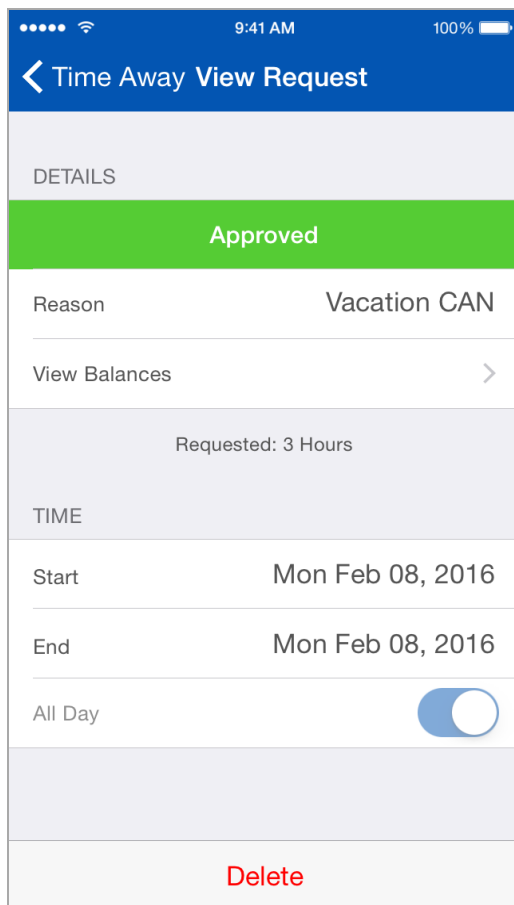 9:41 AM 100%
Time Away View Request
DETAILS
Approved
Reason Vacation CAN
View Balances
Requested: 3 Hours
TIME
Start Mon Feb 08, 2016
End Mon Feb 08, 2016
All Day
Delete